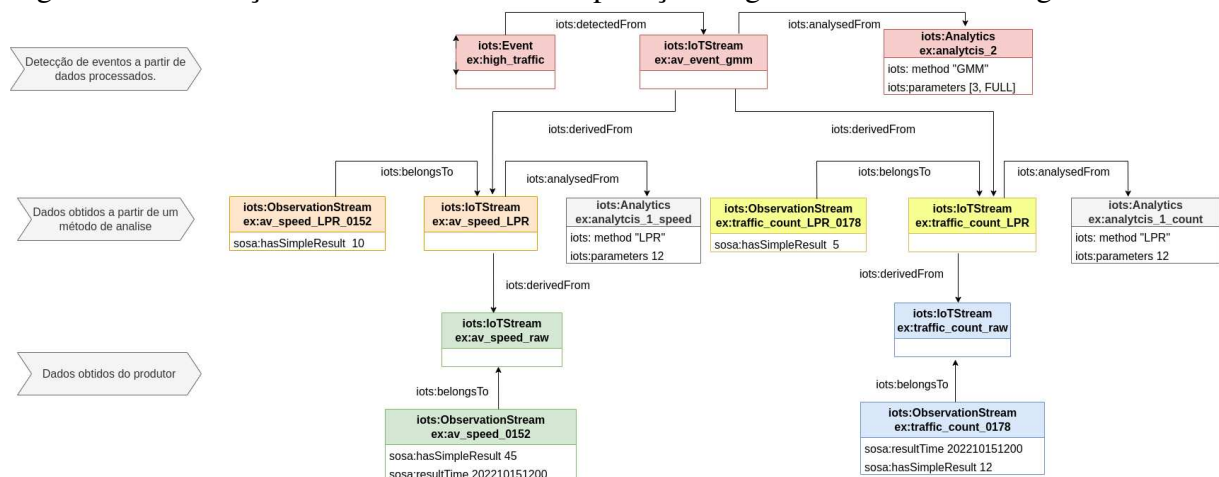 iots:detectedFrom
iots:analysedFrom
Detecção de eventos a partir de
dados processados.
iots:Event
ex:high_traffic
iots:IoTStream
ex:av_event_gmm
iots:Analytics
ex:analytcis_2
iots: method "GMM"
iots:parameters [3, FULL]
iots:derivedFrom
iots:derivedFrom
Dados obtidos a partir de um
método de analise
iots:belongsTo
iots:analysedFrom
iots:belongsTo
iots:analysedFrom
iots:ObservationStream
ex:av_speed_LPR_0152
sosa:hasSimpleResult 10
iots:IoTStream
ex:av_speed_LPR
iots:Analytics
ex:analytcis_1_speed
iots: method "LPR"
iots:parameters 12
iots:ObservationStream
ex:traffic_count_LPR_0178
sosa:hasSimpleResult 5
iots:IoTStream
ex:traffic_count_LPR
iots:Analytics
ex:analytcis_1_count
iots: method "LPR"
iots:parameters 12
iots:derivedFrom
iots:derivedFrom
iots:IoTStream
ex:av_speed_raw
iots:IoTStream
ex:traffic_count_raw
Dados obtidos do produtor
iots:belongsTo
iots:belongsTo
iots:ObservationStream
ex:av_speed_0152
sosa:hasSimpleResult 45
sosa:resultTime 202210151200
iots:ObservationStream
ex:traffic_count_0178
sosa:resultTime 202210151200
sosa:hasSimpleResult 12